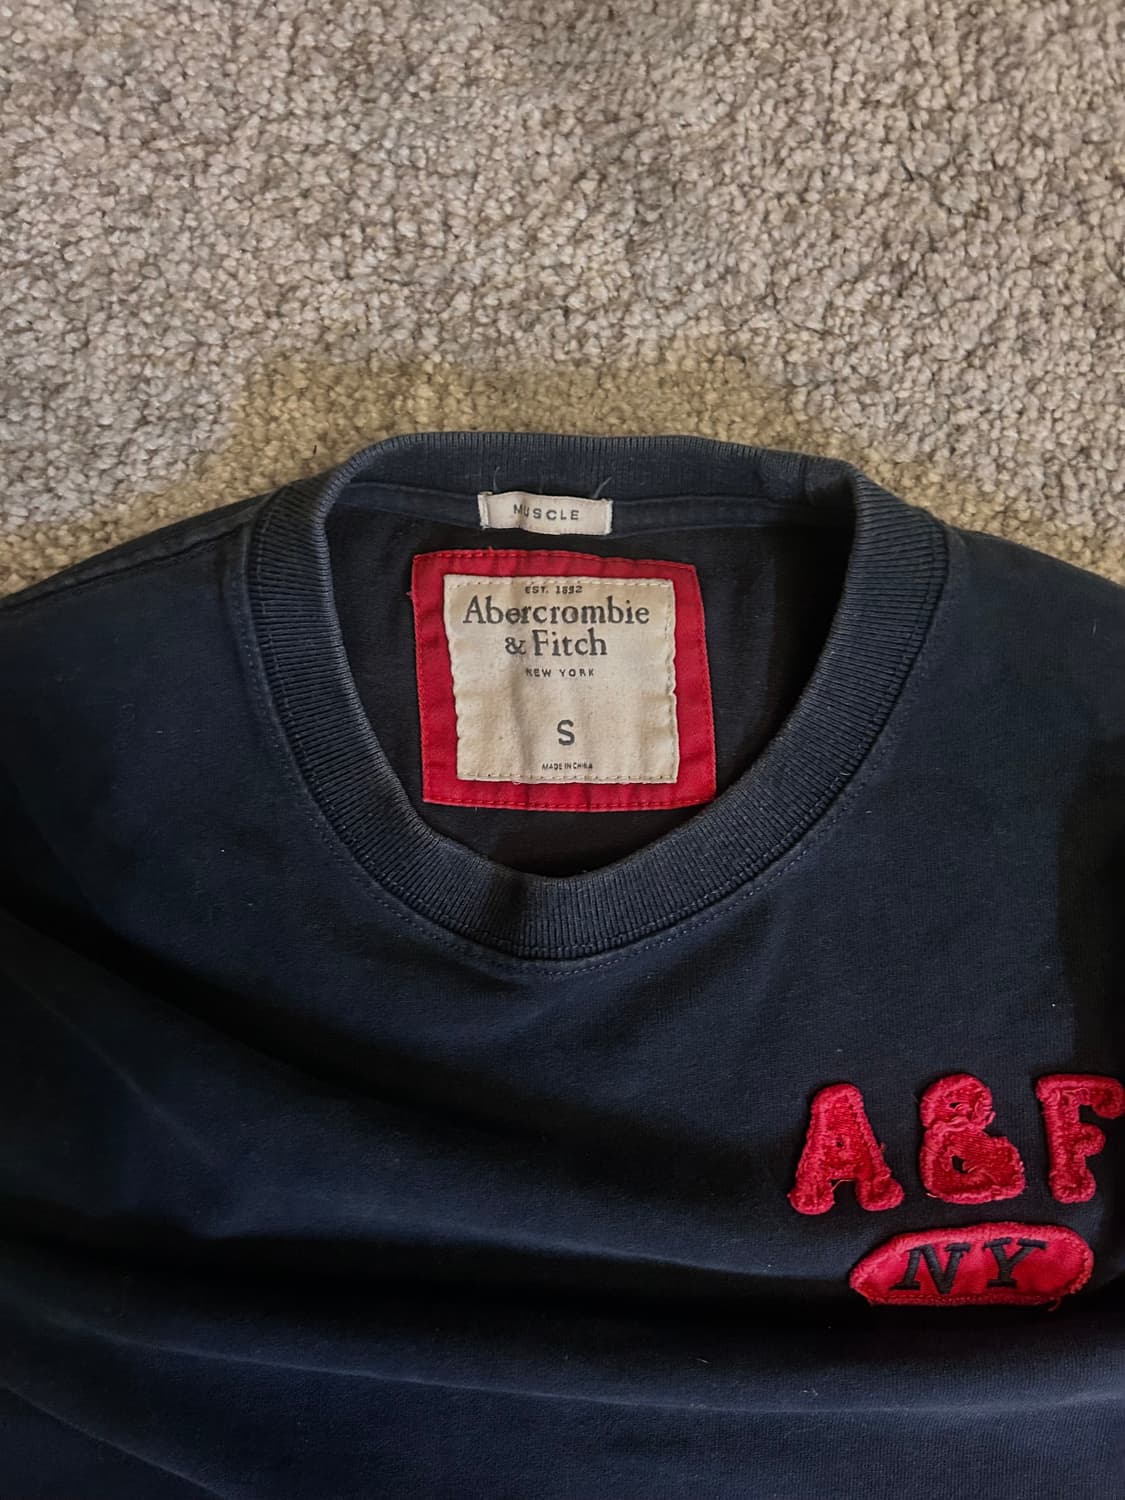 MUSCLE
EST. 1892
Abercrombie
& Fitch
NEW YORK
S
MADE IN CHINA
A&F
NY